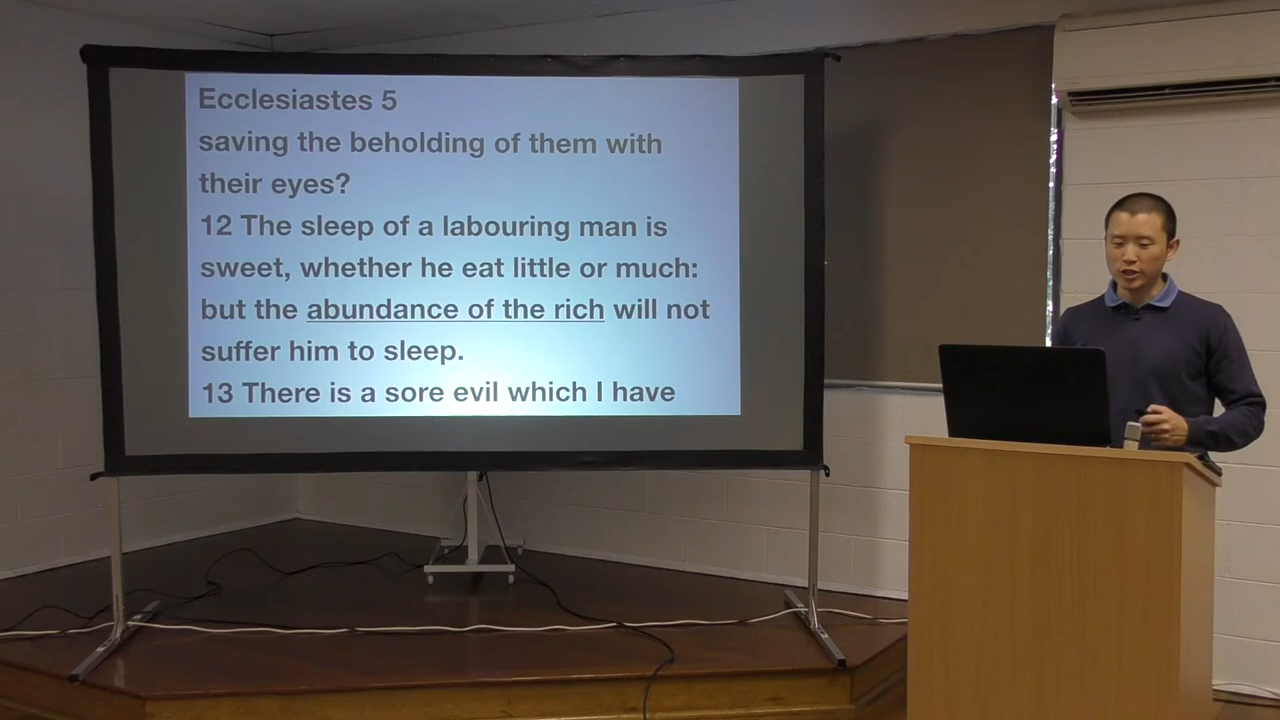 Ecclesiastes 5
saving the beholding of them with
their eyes?
12 The sleep of a labouring man is
sweet, whether he eat little or much:
but the abundance of the rich will not
suffer him to sleep.
13 There is a sore evil which I have